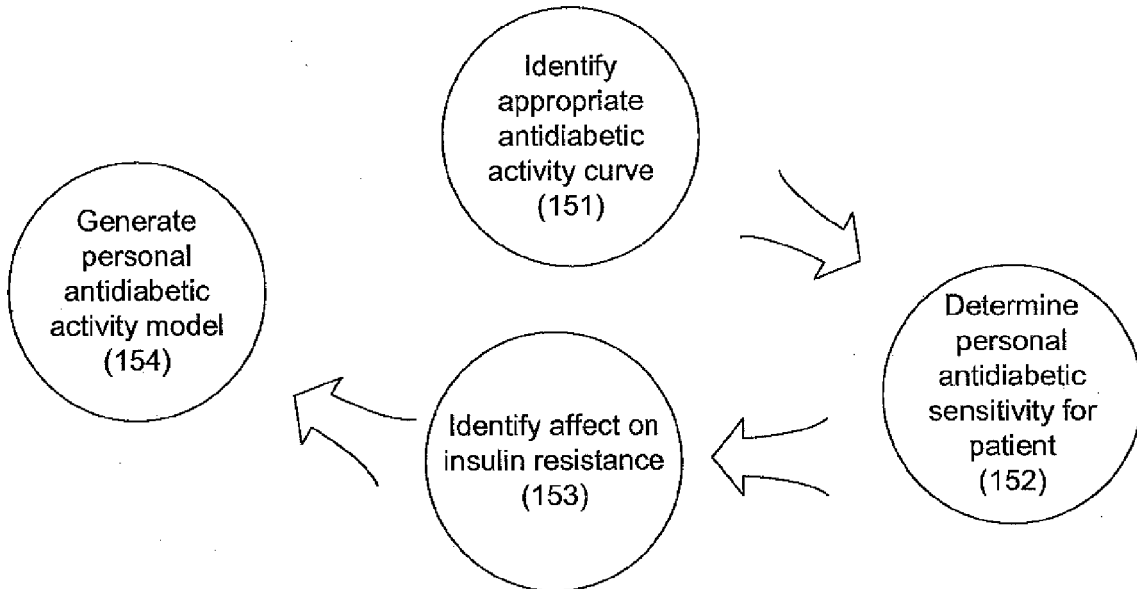 Identify
appropriate
antidiabetic
activity curve
(151)
Determine
personal
antidiabetic
sensitivity for
patient
(152)
Identify affect on
insulin resistance
(153)
Generate
personal
antidiabetic
activity model
(154)